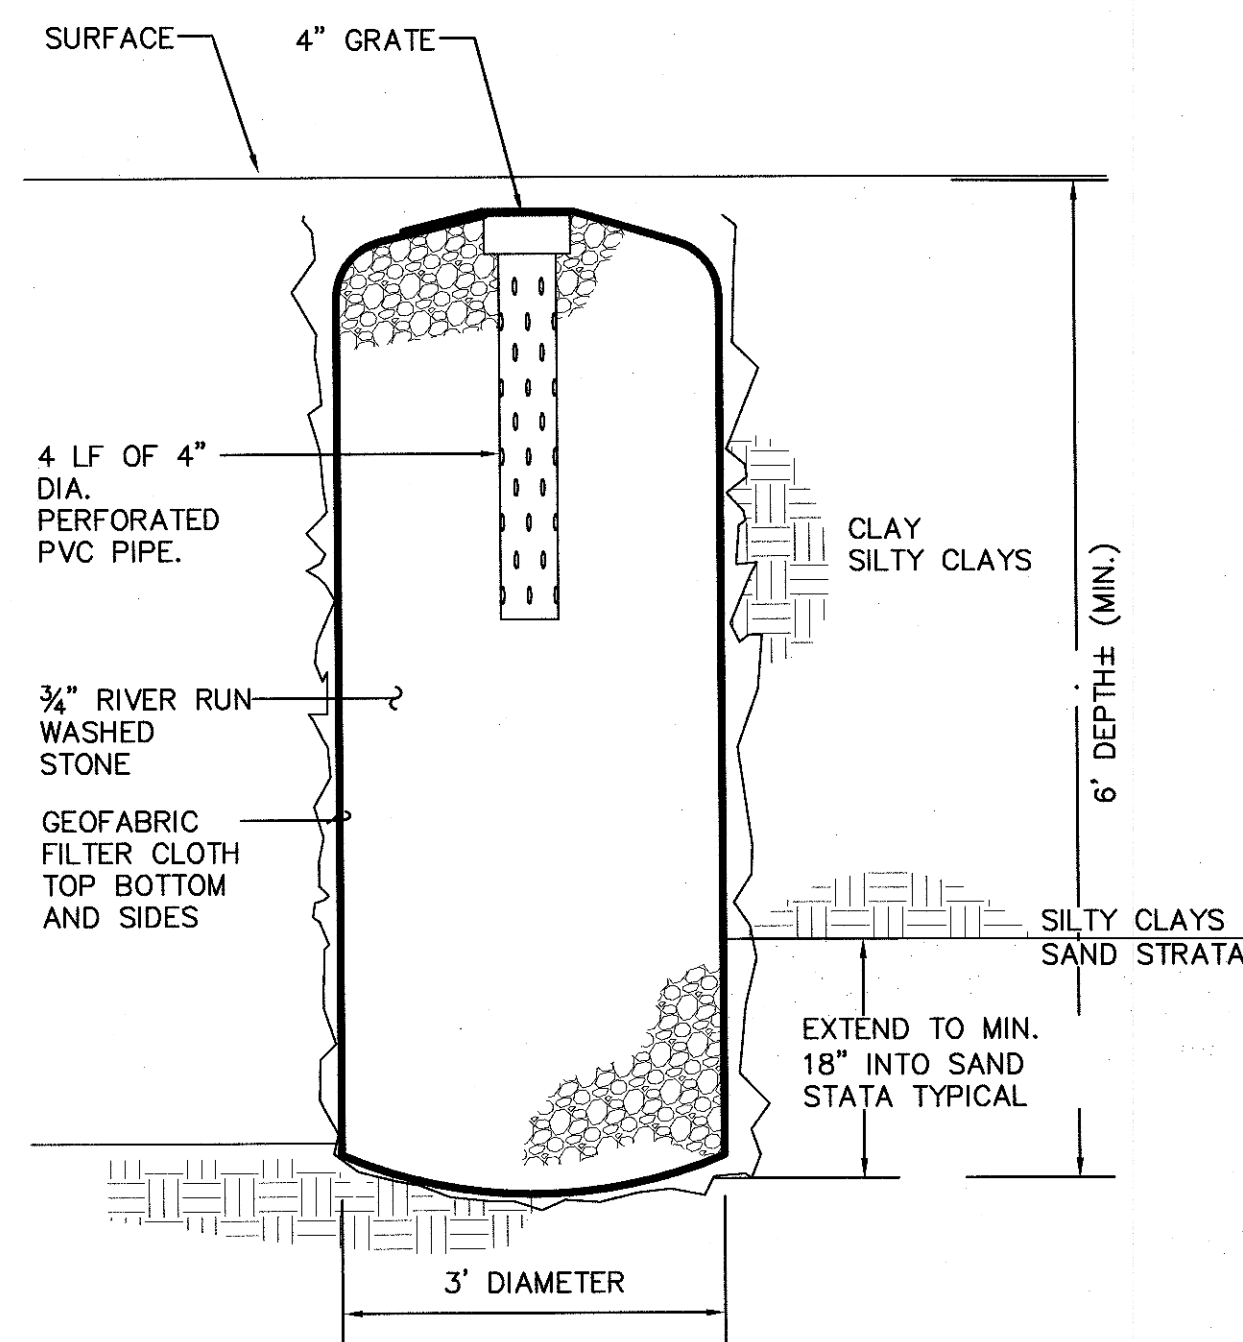 SURFACE
4" GRATE
4 LF OF 4"
DIA.
PERFORATED
PVC PIPE.
CLAY
SILTY CLAYS
6' DEPTH± (MIN.)
¾" RIVER RUN
WASHED
STONE
GEOFABRIC
FILTER CLOTH
TOP BOTTOM
AND SIDES
SILTY CLAYS
SAND STRATA
EXTEND TO MIN.
18" INTO SAND
STATA TYPICAL
3' DIAMETER